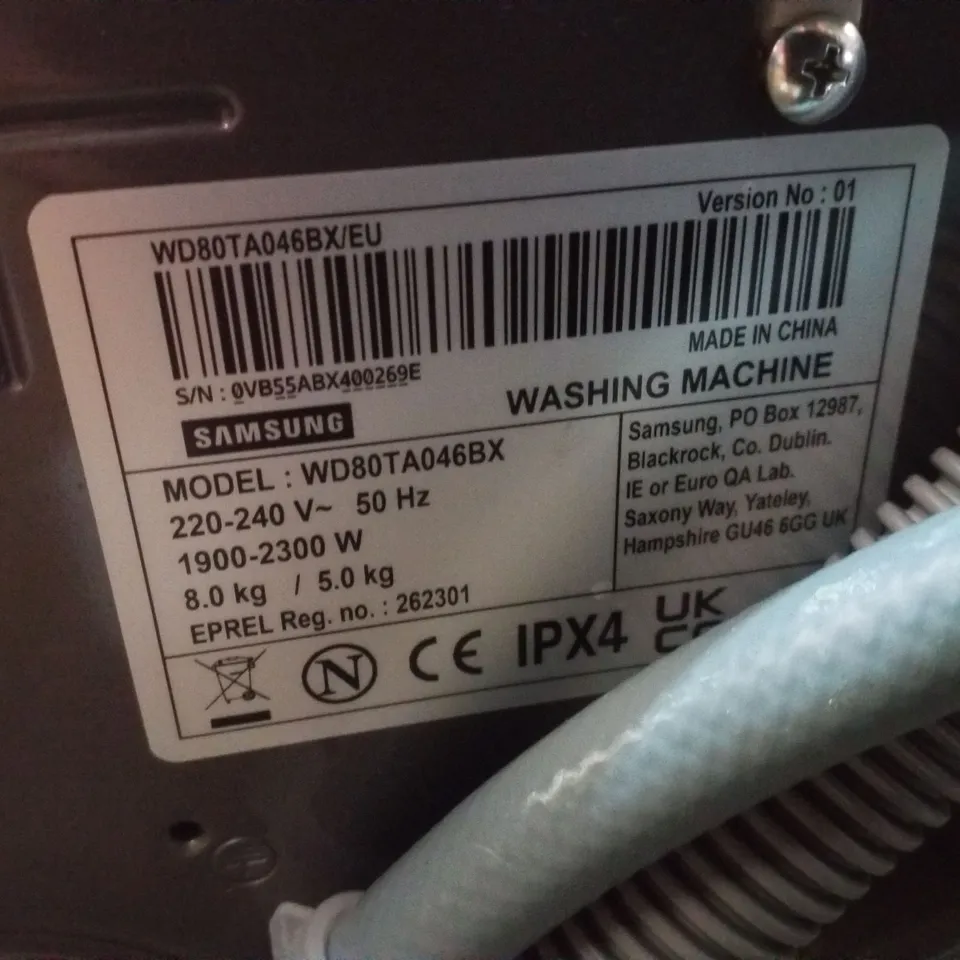 Version No : 01
WD80TA046BX/EU
MADE IN CHINA
S/N : 0VB55ABX400269E
WASHING MACHINE
SAMSUNG
MODEL : WD80TA046BX
220-240 V~ 50 Hz
1900-2300 W
8.0 kg / 5.0 kg
EPREL Reg. no. : 262301
Samsung, PO Box 12987,
Blackrock, Co. Dublin.
IE or Euro QA Lab.
Saxony Way, Yateley,
Hampshire GU46 6GG UK
N CE IPX4 UK
CA